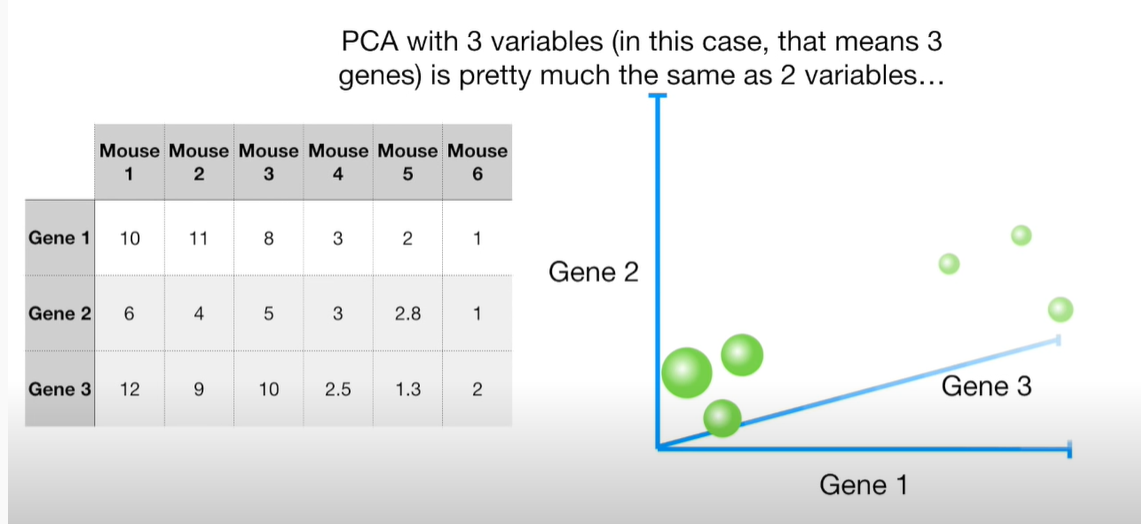 PCA with 3 variables (in this case, that means 3
genes) is pretty much the same as 2 variables…
Mouse 1 Mouse 2 Mouse 3 Mouse 4 Mouse 5 Mouse 6
Gene 1 10 11 8 3 2 1
Gene 2 6 4 5 3 2.8 1
Gene 3 12 9 10 2.5 1.3 2
Gene 2
Gene 3
Gene 1